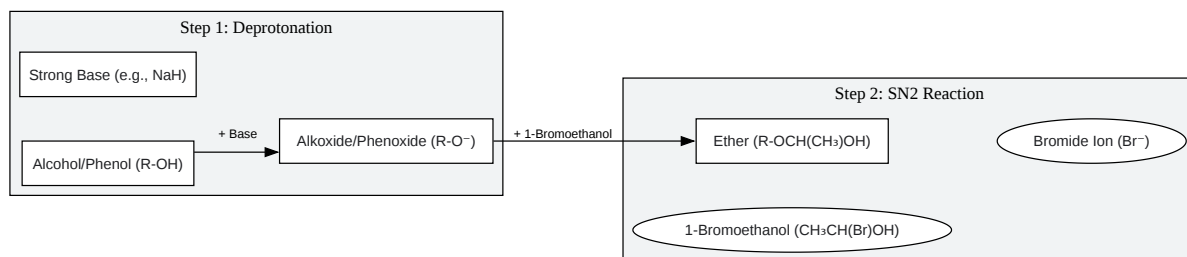 Step 1: Deprotonation
Strong Base (e.g., NaH)
Alcohol/Phenol (R-OH)
+ Base
Alkoxide/Phenoxide (R-O⁻)
+ 1-Bromoethanol
Step 2: SN2 Reaction
Ether (R-OCH(CH₃)OH)
Bromide Ion (Br⁻)
1-Bromoethanol (CH₃CH(Br)OH)